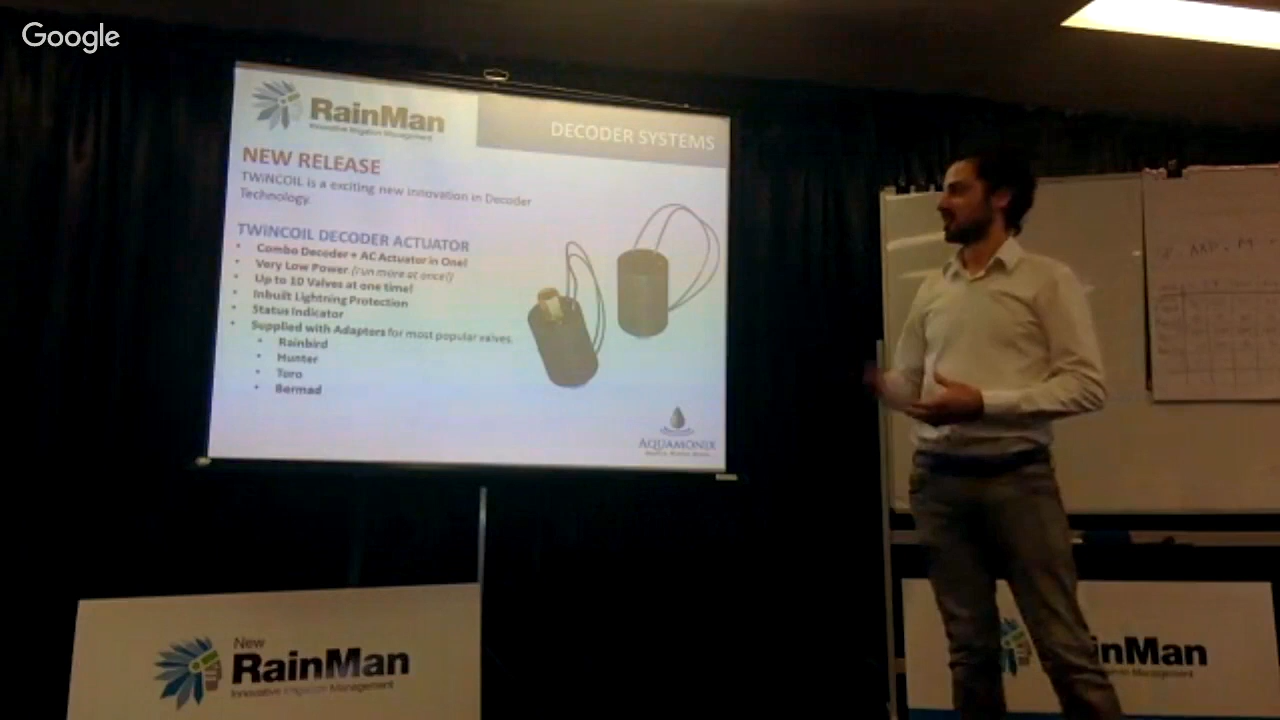 Google
RainMan
Innovative Irrigation Management
DECODER SYSTEMS
NEW RELEASE
TWiNCOIL is a exciting new innovation in Decoder
Technology.
TWiNCOIL DECODER ACTUATOR
• Combo Decoder + AC Actuator in One!
• Very Low Power (run more at once!)
• Up to 10 Valves at one time!
• Inbuilt Lightning Protection
• Status Indicator
• Supplied with Adapters for most popular valves.
• Rainbird
• Hunter
• Toro
• Bermad
AQUAMONIX
New
RainMan
Innovative Irrigation Management
inMan